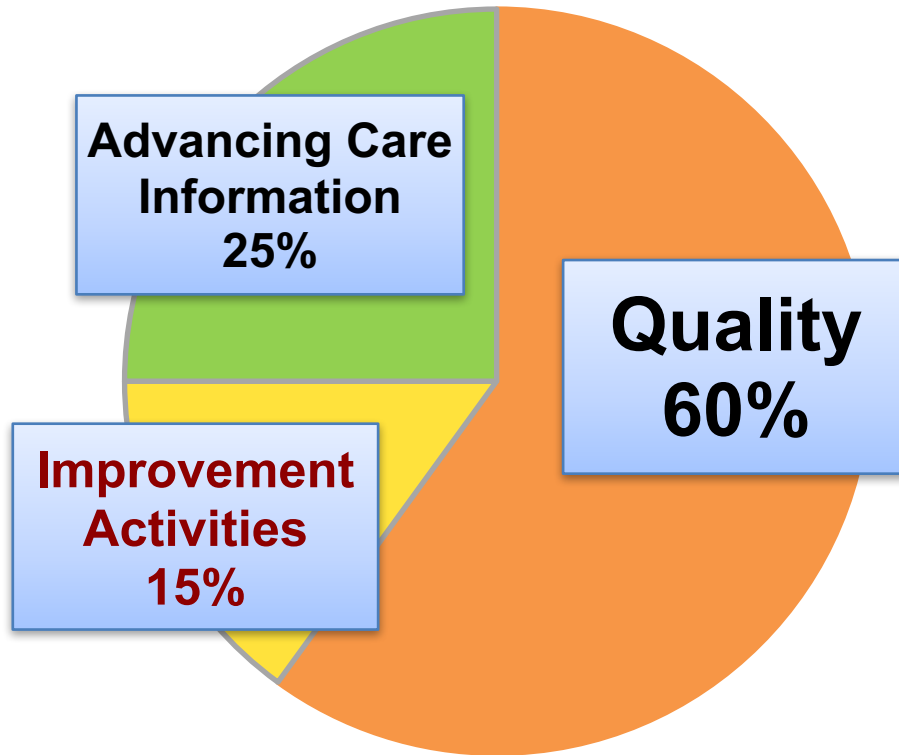 Advancing Care
Information
25%
Quality
60%
Improvement
Activities
15%